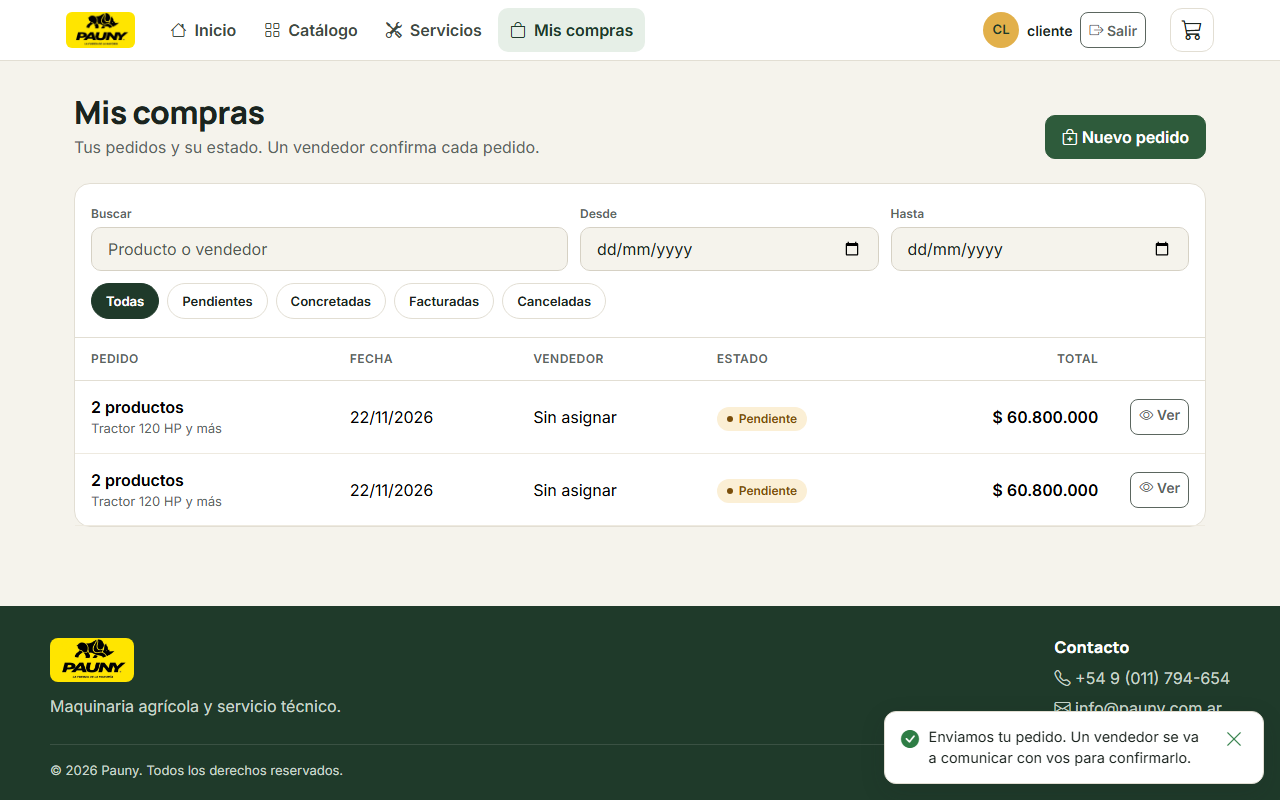 PAUNY
Inicio
Catálogo
Servicios
Mis compras
CL
cliente
Salir
Mis compras
Tus pedidos y su estado. Un vendedor confirma cada pedido.
Nuevo pedido
Buscar
Desde
Hasta
Producto o vendedor
dd/mm/yyyy
dd/mm/yyyy
Todas
Pendientes
Concretadas
Facturadas
Canceladas
PEDIDO
FECHA
VENDEDOR
ESTADO
TOTAL
2 productos
Tractor 120 HP y más
22/11/2026
Sin asignar
Pendiente
$ 60.800.000
Ver
2 productos
Tractor 120 HP y más
22/11/2026
Sin asignar
Pendiente
$ 60.800.000
Ver
PAUNY
Maquinaria agrícola y servicio técnico.
Contacto
+54 9 (011) 794-654
info@pauny.com.ar
© 2026 Pauny. Todos los derechos reservados.
Enviamos tu pedido. Un vendedor se va
a comunicar con vos para confirmarlo.